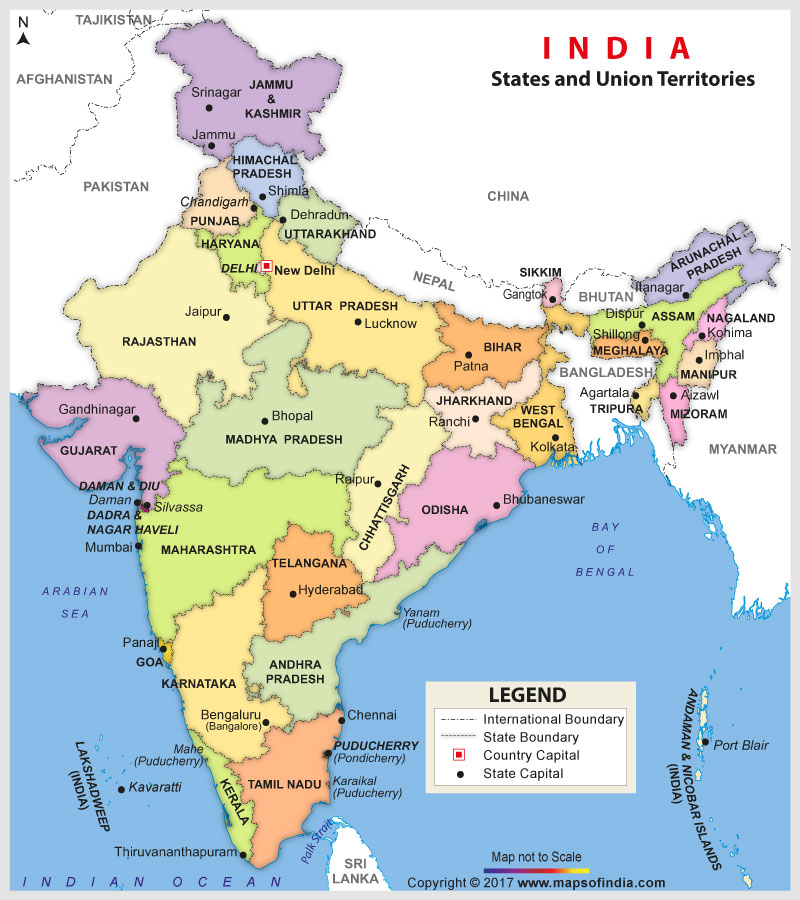 N
TAJIKISTAN
INDIA
States and Union Territories
AFGHANISTAN
JAMMU
&
KASHMIR
Srinagar
Jammu
PAKISTAN
HIMACHAL
PRADESH
Shimla
CHINA
Chandigarh
PUNJAB
Dehradun
UTTARAKHAND
HARYANA
DELHI
New Delhi
NEPAL
SIKKIM
Gangtok
BHUTAN
ARUNACHAL
PRADESH
Itanagar
Dispur
ASSAM
NAGALAND
Kohima
Shillong
MEGHALAYA
Imphal
MANIPUR
BANGLADESH
Agartala
TRIPURA
Aizawl
MIZORAM
MYANMAR
Jaipur
RAJASTHAN
UTTAR PRADESH
Lucknow
BIHAR
Patna
JHARKHAND
Ranchi
WEST
BENGAL
Kolkata
Gandhinagar
GUJARAT
Bhopal
MADHYA PRADESH
Raipur
CHHATTISGARH
ODISHA
Bhubaneswar
DAMAN & DIU
Daman
Silvassa
DADRA &
NAGAR HAVELI
Mumbai
MAHARASHTRA
TELANGANA
Hyderabad
BAY
OF
BENGAL
ARABIAN
SEA
Yanam
(Puducherry)
Panaji
GOA
KARNATAKA
ANDHRA
PRADESH
Bengaluru
(Bangalore)
Chennai
Mahe
(Puducherry)
PUDUCHERRY
(Pondicherry)
Karaikal
(Puducherry)
TAMIL NADU
KERALA
LAKSHADWEEP
(INDIA)
Kavaratti
Thiruvananthapuram
Palk Strait
SRI
LANKA
INDIAN OCEAN
LEGEND
International Boundary
State Boundary
Country Capital
State Capital
ANDAMAN & NICOBAR ISLANDS
(INDIA)
Port Blair
Map not to Scale
Copyright © 2017 www.mapsofindia.com